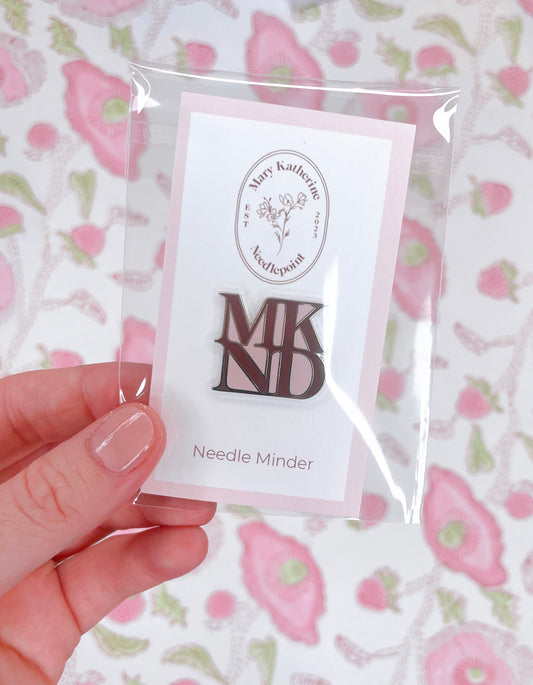 Mary Katherine
EST 2023
Needlepoint
MK
ND
Needle Minder